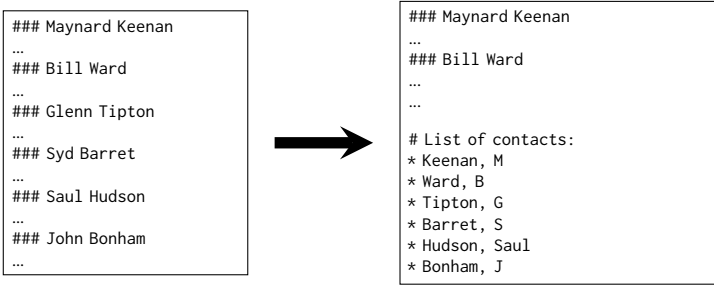 ### Maynard Keenan
...
### Bill Ward
...
### Glenn Tipton
...
### Syd Barret
...
### Saul Hudson
...
### John Bonham
...
### Maynard Keenan
...
### Bill Ward
...
...
# List of contacts:
* Keenan, M
* Ward, B
* Tipton, G
* Barret, S
* Hudson, Saul
* Bonham, J